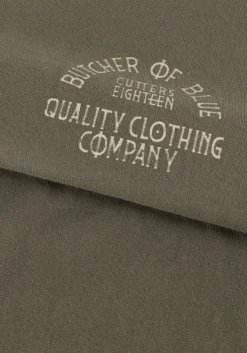 BUTCHER OF BLUE
CUTTERS
EIGHTEEN
QUALITY CLOTHING
COMPANY